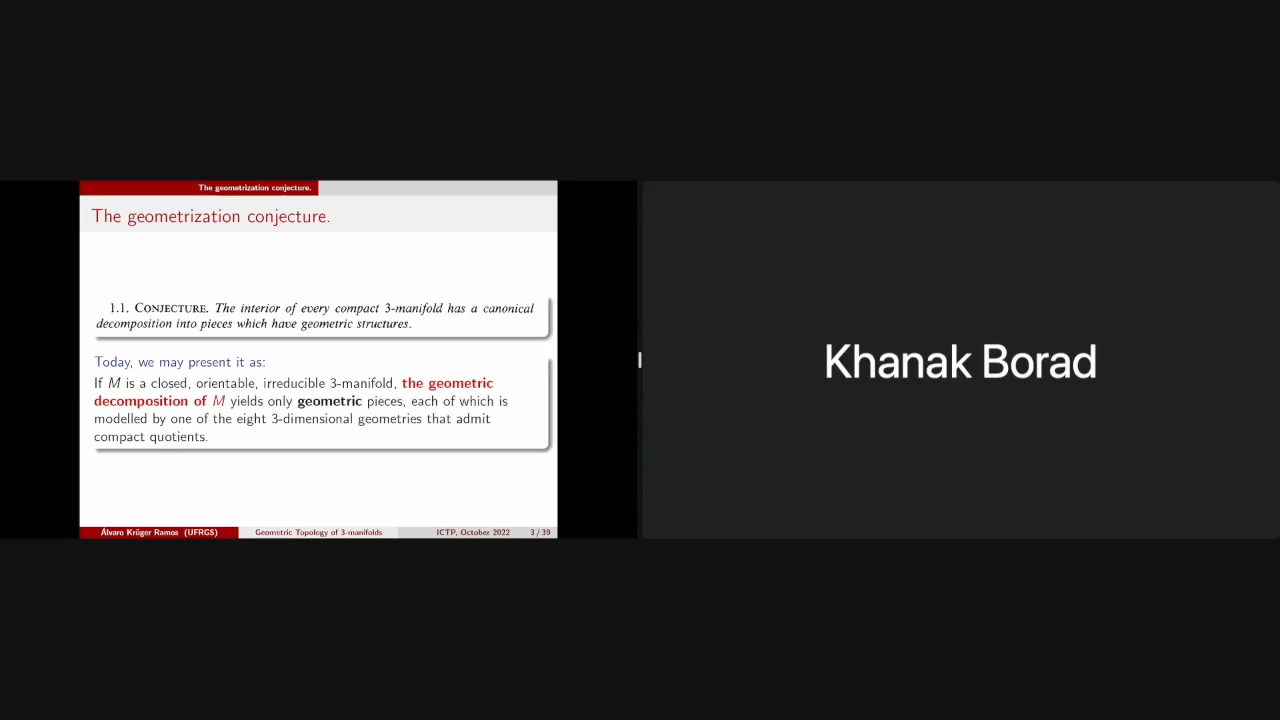 The geometrization conjecture.
The geometrization conjecture.
1.1. CONJECTURE. The interior of every compact 3-manifold has a canonical
decomposition into pieces which have geometric structures.
Today, we may present it as:
If M is a closed, orientable, irreducible 3-manifold, the geometric
decomposition of M yields only geometric pieces, each of which is
modelled by one of the eight 3-dimensional geometries that admit
compact quotients.
Álvaro Krüger Ramos (UFRGS) Geometric Topology of 3-manifolds ICTP, October 2022 3 / 39
Khanak Borad